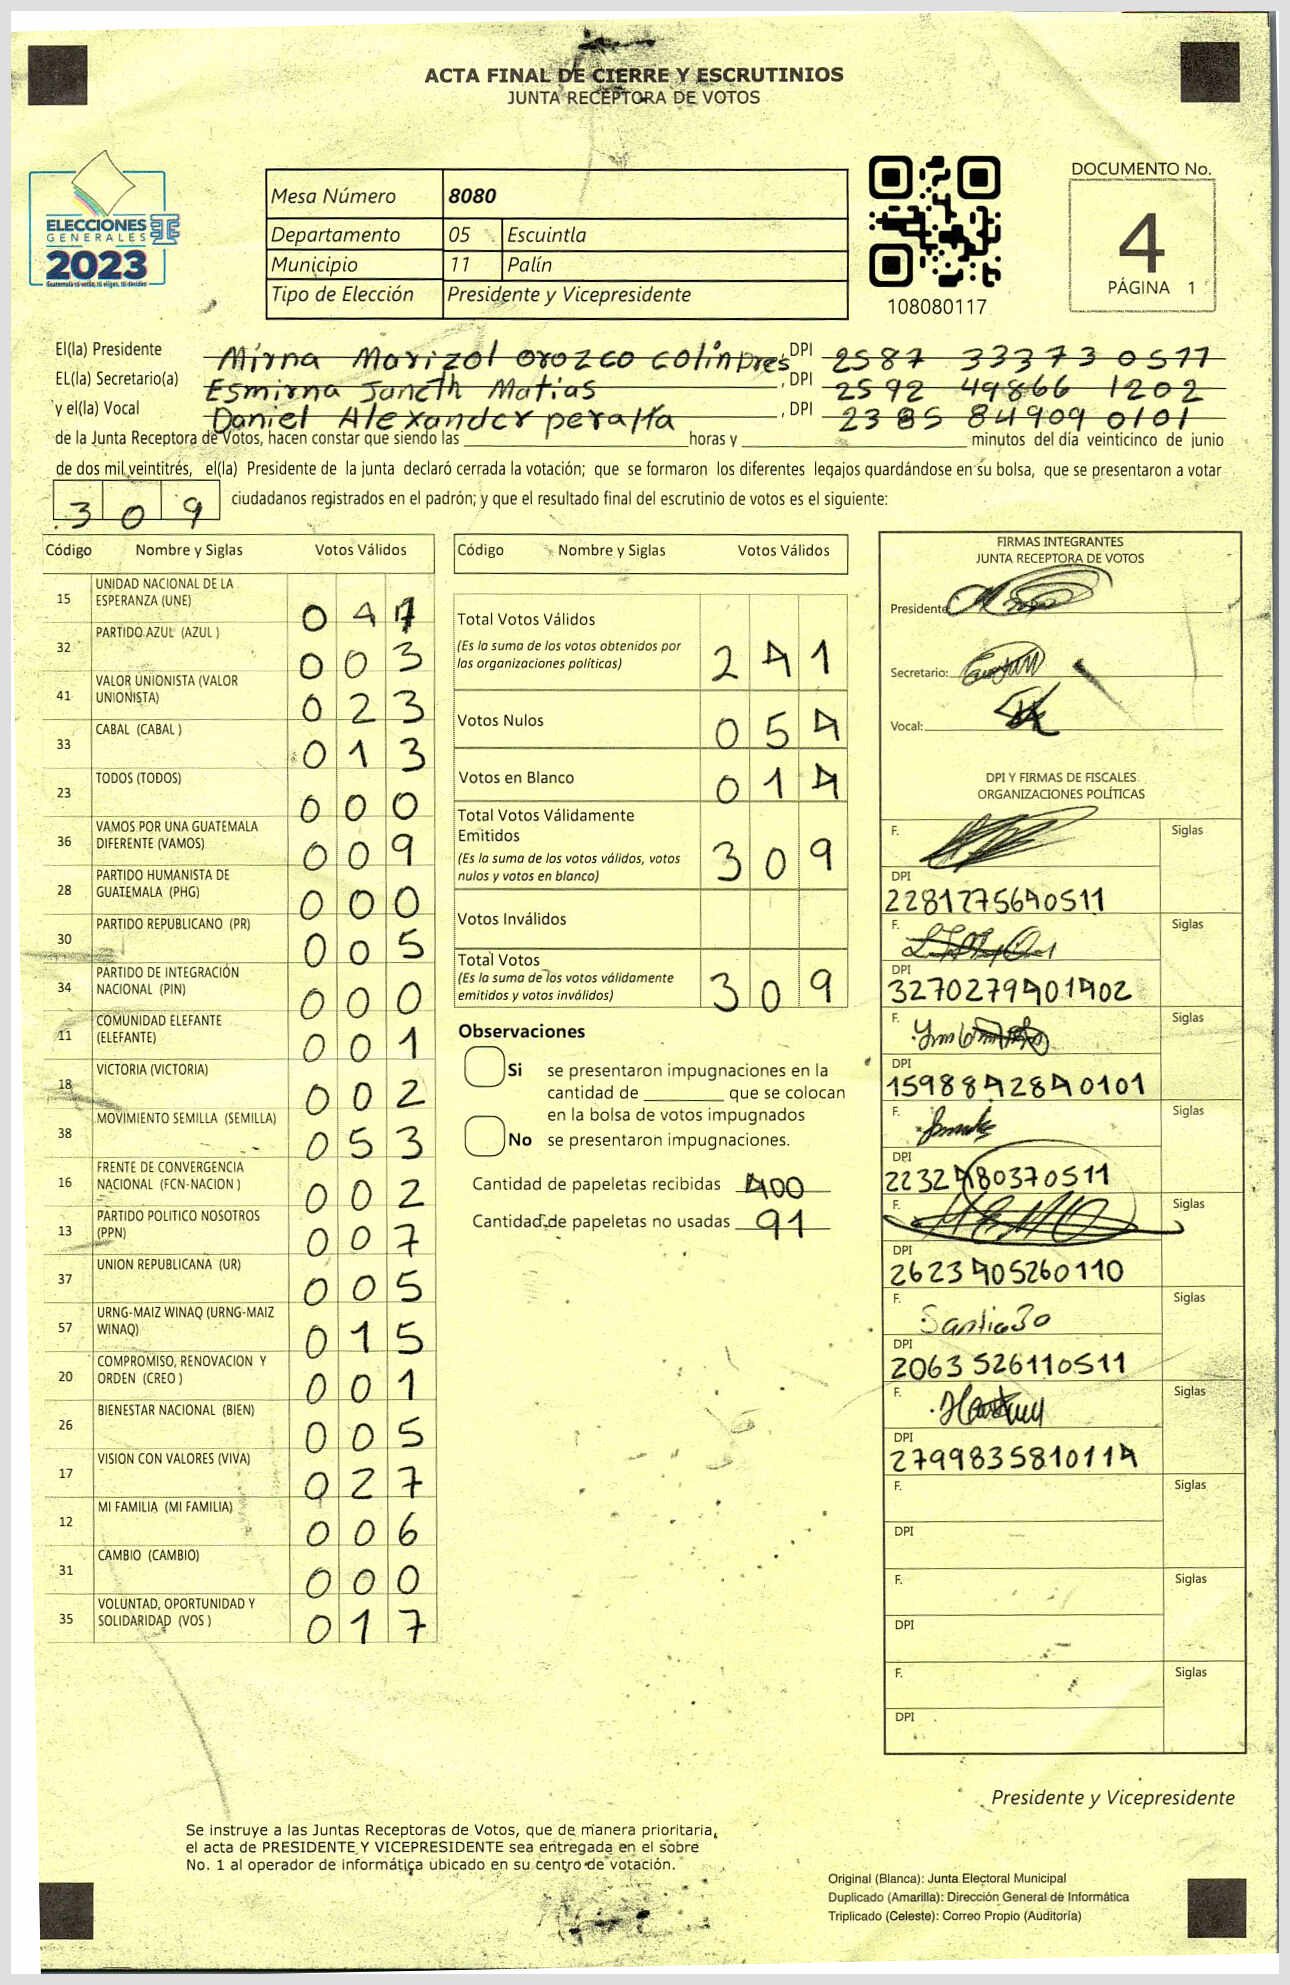 ACTA FINAL DE CIERRE Y ESCRUTINIOS
JUNTA RECEPTORA DE VOTOS
ELECCIONES
GENERALES
2023
Guatemala tú votas, tú eliges, tú decides
Mesa Número 8080
Departamento 05 Escuintla
Municipio 11 Palín
Tipo de Elección Presidente y Vicepresidente
108080117
DOCUMENTO No.
4
PÁGINA 1
El(la) Presidente Mirna Marizol orozco colinpres, DPI 2587 33373 0511
EL(la) Secretario(a) Esmirna Janeth Matias, DPI 2592 49866 1202
y el(la) Vocal Daniel Alexander peralta, DPI 2385 84909 0101
de la Junta Receptora de Votos, hacen constar que siendo las horas y minutos del día veinticinco de junio
de dos mil veintitrés, el(la) Presidente de la junta declaró cerrada la votación; que se formaron los diferentes legajos guardándose en su bolsa, que se presentaron a votar
309 ciudadanos registrados en el padrón; y que el resultado final del escrutinio de votos es el siguiente:
Código Nombre y Siglas Votos Válidos
15 UNIDAD NACIONAL DE LA ESPERANZA (UNE) 0 4 7
32 PARTIDO AZUL (AZUL ) 0 0 3
41 VALOR UNIONISTA (VALOR UNIONISTA) 0 2 3
33 CABAL (CABAL ) 0 1 3
23 TODOS (TODOS) 0 0 0
36 VAMOS POR UNA GUATEMALA DIFERENTE (VAMOS) 0 0 9
28 PARTIDO HUMANISTA DE GUATEMALA (PHG) 0 0 0
30 PARTIDO REPUBLICANO (PR) 0 0 5
34 PARTIDO DE INTEGRACIÓN NACIONAL (PIN) 0 0 0
11 COMUNIDAD ELEFANTE (ELEFANTE) 0 0 1
18 VICTORIA (VICTORIA) 0 0 2
38 MOVIMIENTO SEMILLA (SEMILLA) 0 5 3
16 FRENTE DE CONVERGENCIA NACIONAL (FCN-NACION ) 0 0 2
13 PARTIDO POLITICO NOSOTROS (PPN) 0 0 7
37 UNION REPUBLICANA (UR) 0 0 5
57 URNG-MAIZ WINAQ (URNG-MAIZ WINAQ) 0 1 5
20 COMPROMISO, RENOVACION Y ORDEN (CREO ) 0 0 1
26 BIENESTAR NACIONAL (BIEN) 0 0 5
17 VISION CON VALORES (VIVA) 0 2 7
12 MI FAMILIA (MI FAMILIA) 0 0 6
31 CAMBIO (CAMBIO) 0 0 0
35 VOLUNTAD, OPORTUNIDAD Y SOLIDARIDAD (VOS ) 0 1 7
Código Nombre y Siglas Votos Válidos
Total Votos Válidos
(Es la suma de los votos obtenidos por
las organizaciones políticas) 2 4 1
Votos Nulos 0 5 4
Votos en Blanco 0 1 4
Total Votos Válidamente
Emitidos
(Es la suma de los votos válidos, votos
nulos y votos en blanco) 3 0 9
Votos Inválidos
Total Votos
(Es la suma de los votos válidamente
emitidos y votos inválidos) 3 0 9
Observaciones
Si se presentaron impugnaciones en la
cantidad de que se colocan
en la bolsa de votos impugnados
No se presentaron impugnaciones.
Cantidad de papeletas recibidas 400
Cantidad de papeletas no usadas 91
FIRMAS INTEGRANTES
JUNTA RECEPTORA DE VOTOS
Presidente
Secretario:
Vocal:
DPI Y FIRMAS DE FISCALES
ORGANIZACIONES POLÍTICAS
F. Siglas
DPI
2281775640511
F. Siglas
DPI
3270279401402
F. Siglas
DPI
1598842840101
F. Siglas
DPI
2232480370511
F. Siglas
DPI
2623405260110
F. Santiago Siglas
DPI
2063526110511
F. Siglas
DPI
2799835810114
F. Siglas
DPI
F. Siglas
DPI
F. Siglas
DPI
Presidente y Vicepresidente
Se instruye a las Juntas Receptoras de Votos, que de manera prioritaria,
el acta de PRESIDENTE Y VICEPRESIDENTE sea entregada en el sobre
No. 1 al operador de informática ubicado en su centro de votación.
Original (Blanca): Junta Electoral Municipal
Duplicado (Amarilla): Dirección General de Informática
Triplicado (Celeste): Correo Propio (Auditoría)